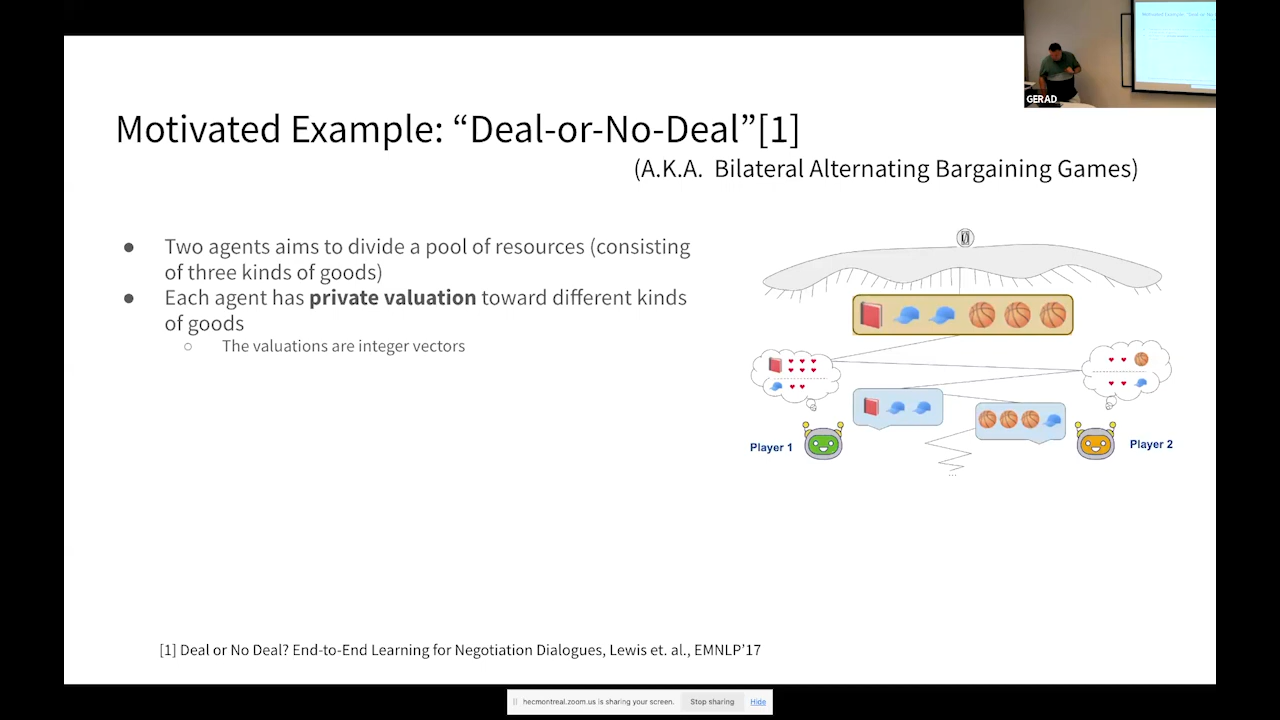 GERAD
Motivated Example: “Deal-or-No-Deal”[1]
(A.K.A. Bilateral Alternating Bargaining Games)
● Two agents aims to divide a pool of resources (consisting
of three kinds of goods)
● Each agent has private valuation toward different kinds
of goods
○ The valuations are integer vectors
Player 1
Player 2
...
[1] Deal or No Deal? End-to-End Learning for Negotiation Dialogues, Lewis et. al., EMNLP’17
hecmontreal.zoom.us is sharing your screen.
Stop sharing
Hide